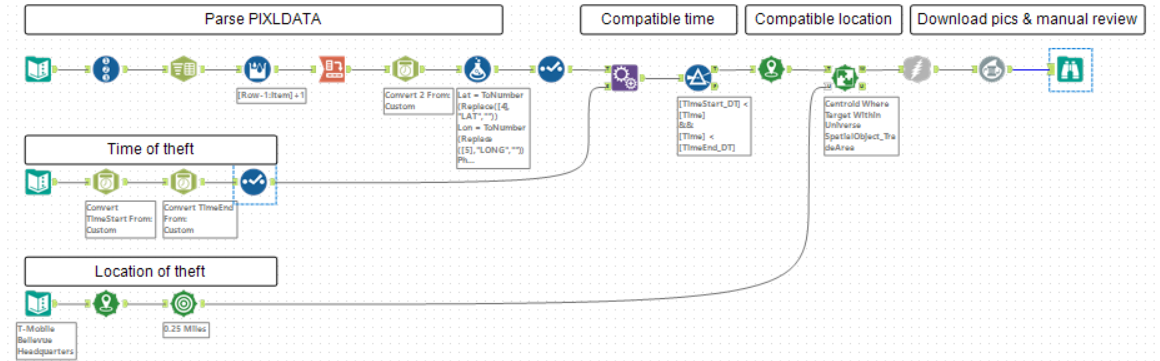 Parse PIXLDATA
Compatible time
Compatible location
Download pics & manual review
[Row-1:Item]+1
Convert 2 From:
Custom
Lat = ToNumber
(Replace([4],
"LAT",""))
Lon = ToNumber
(Replace
([5],"LONG",""))
Ph...
[TimeStart_DT] <
[Time]
&&
[Time] <
[TimeEnd_DT]
Centroid Where
Target Within
Universe
SpatialObject_Tra
deArea
Time of theft
Convert
TimeStart From:
Custom
Convert TimeEnd
From:
Custom
Location of theft
T-Mobile
Bellevue
Headquarters
0.25 Miles